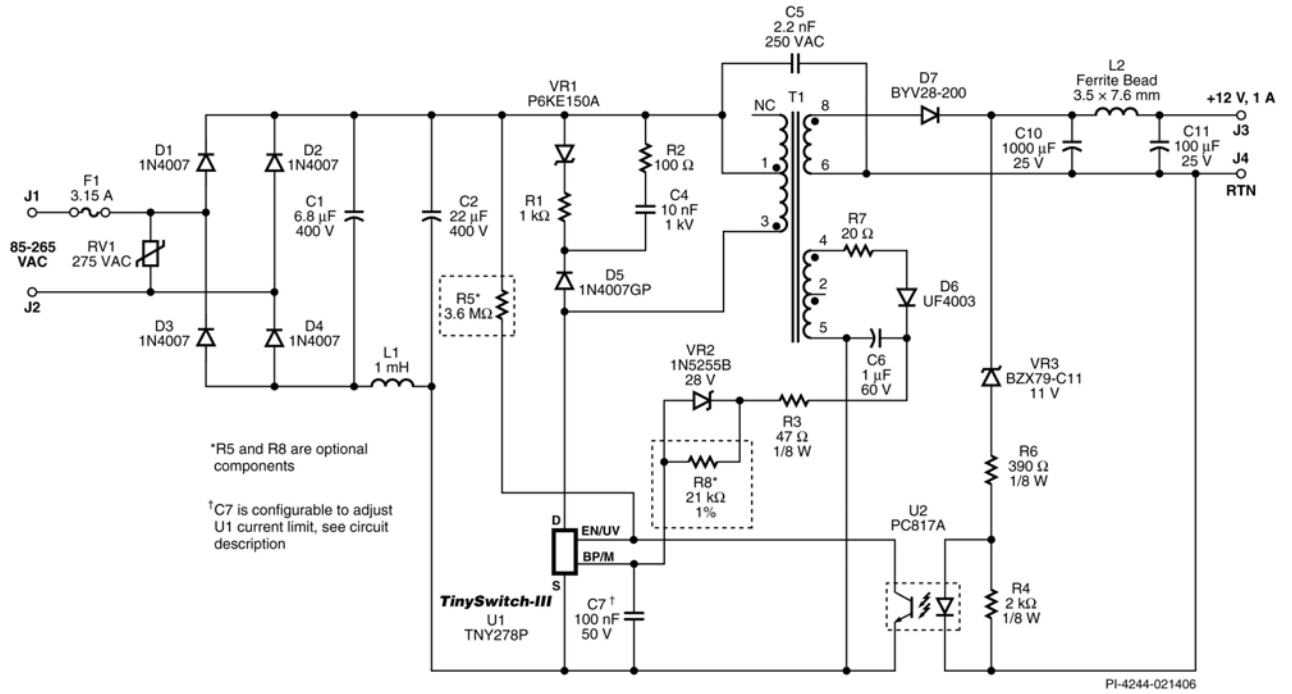 C5
2.2 nF
250 VAC
VR1
P6KE150A
NC
T1
8
D7
BYV28-200
L2
Ferrite Bead
3.5 × 7.6 mm
+12 V, 1 A
J3
D1
1N4007
D2
1N4007
R2
100 Ω
1
6
C10
1000 µF
25 V
C11
100 µF
25 V
J4
RTN
J1
F1
3.15 A
C1
6.8 µF
400 V
C2
22 µF
400 V
R1
1 kΩ
C4
10 nF
1 kV
3
R7
20 Ω
4
85-265
VAC
RV1
275 VAC
J2
R5*
3.6 MΩ
D5
1N4007GP
2
D6
UF4003
D3
1N4007
D4
1N4007
5
L1
1 mH
VR2
1N5255B
28 V
C6
1 µF
60 V
VR3
BZX79-C11
11 V
R3
47 Ω
1/8 W
*R5 and R8 are optional
components
R8*
21 kΩ
1%
R6
390 Ω
1/8 W
†C7 is configurable to adjust
U1 current limit, see circuit
description
D
EN/UV
BP/M
S
U2
PC817A
TinySwitch-III
U1
TNY278P
C7†
100 nF
50 V
R4
2 kΩ
1/8 W
PI-4244-021406